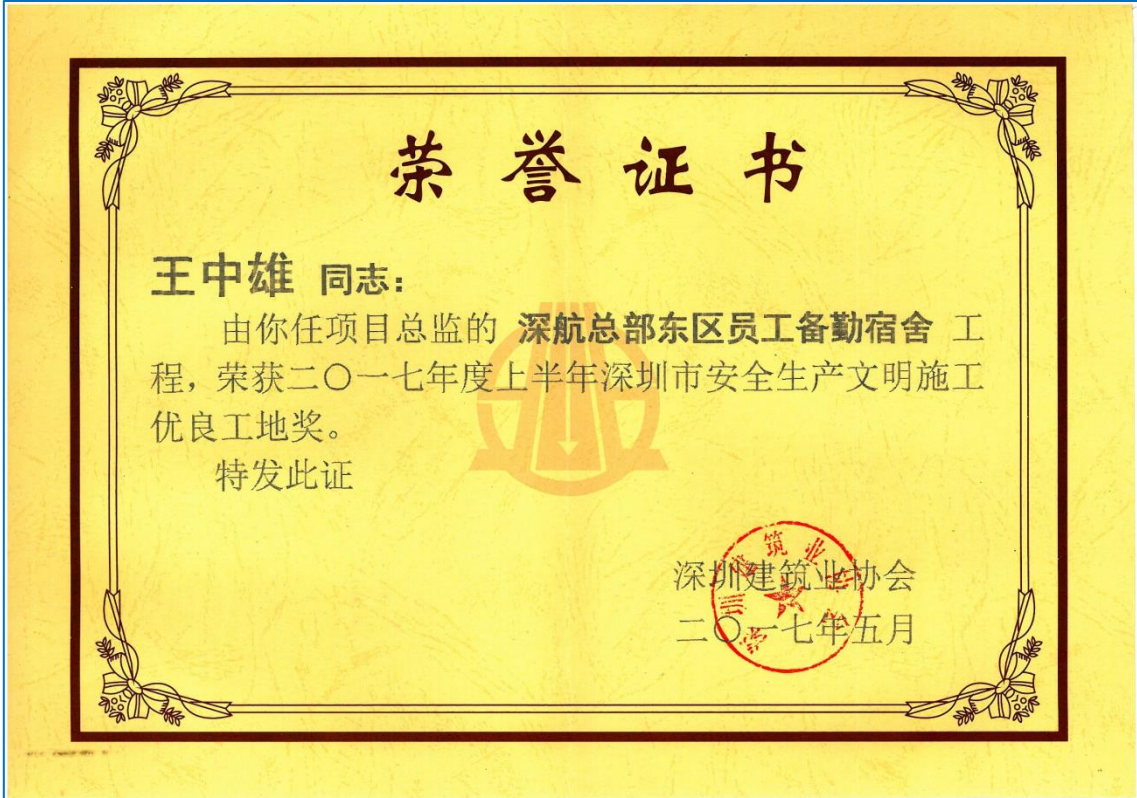 荣誉证书
王中雄 同志：
由你任项目总监的 深航总部东区员工备勤宿舍 工
程，荣获二〇一七年度上半年深圳市安全生产文明施工
优良工地奖。
特发此证
深圳建筑业协会
二〇一七年五月